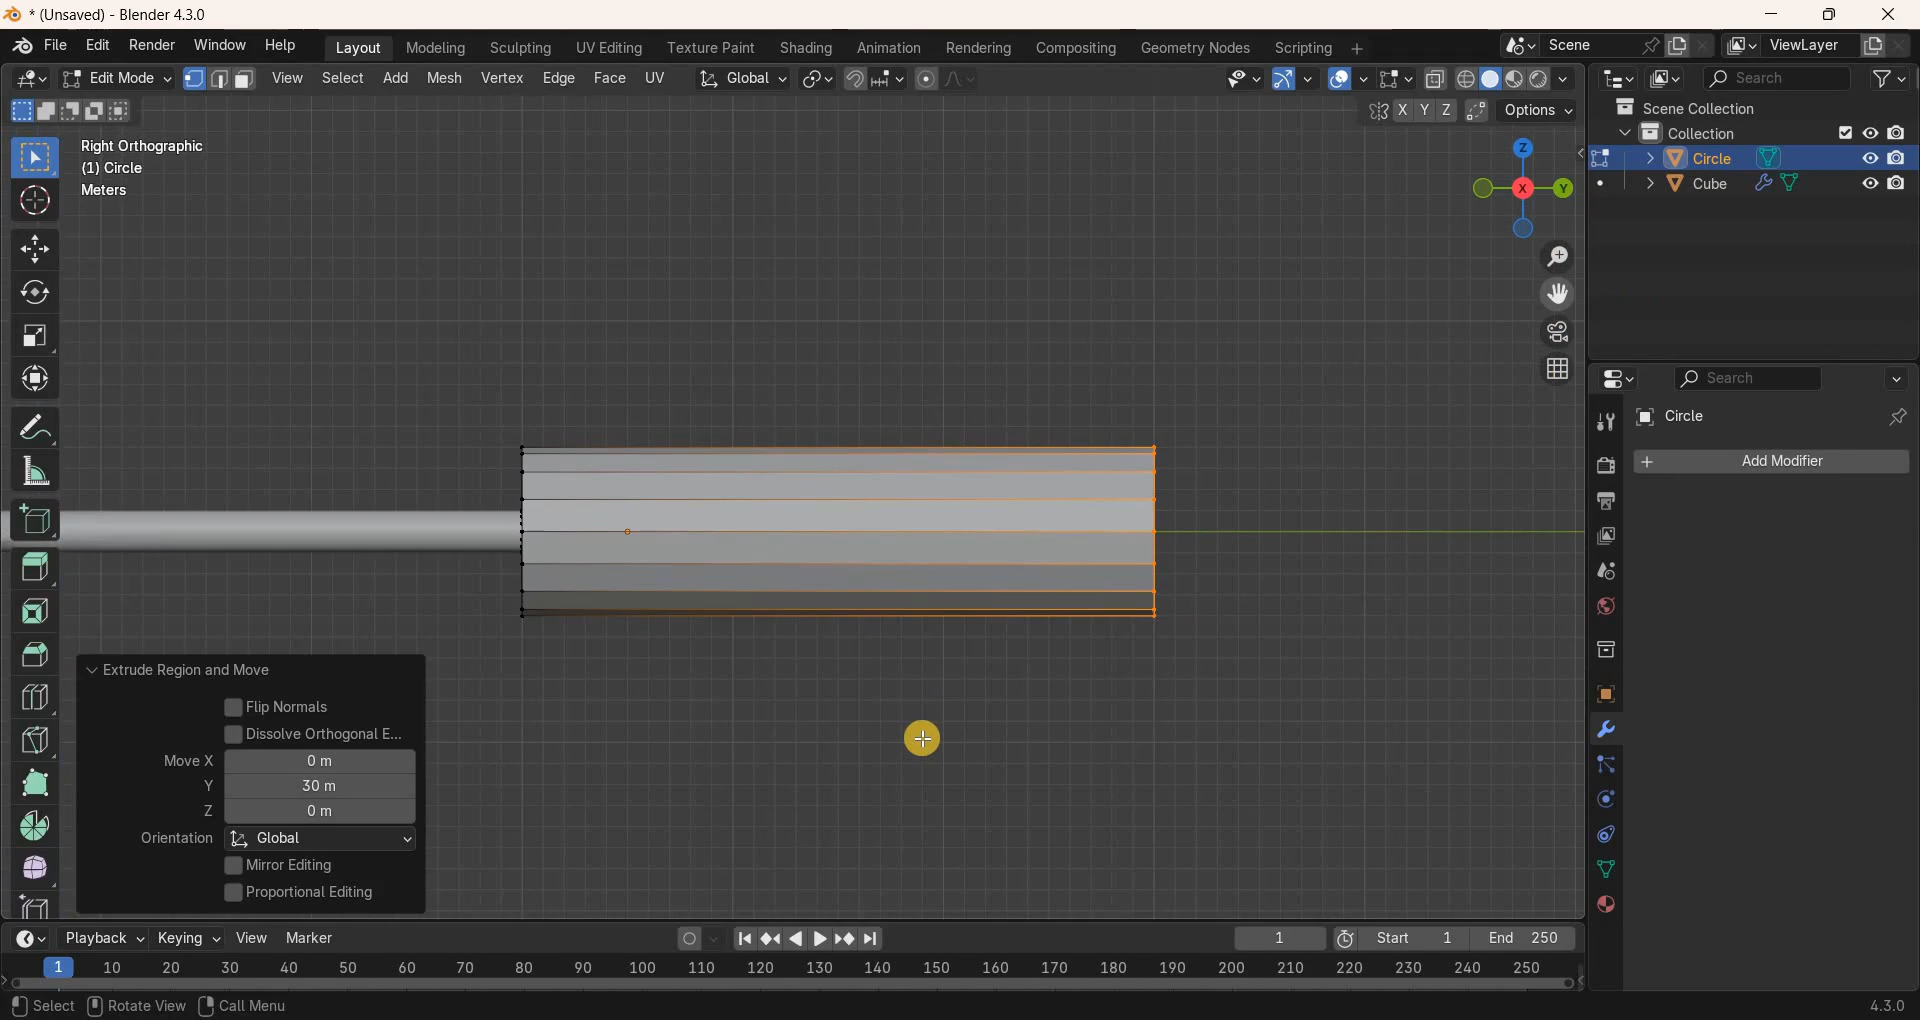 * (Unsaved) - Blender 4.3.0
File Edit Render Window Help Layout Modeling Sculpting UV Editing Texture Paint Shading Animation Rendering Compositing Geometry Nodes Scripting + Scene ViewLayer
Edit Mode View Select Add Mesh Vertex Edge Face UV Global Search
X Y Z Options
Scene Collection
Collection
Circle
Cube
Right Orthographic
(1) Circle
Meters
Z
X
Y
Search
Circle
+ Add Modifier
Extrude Region and Move
Flip Normals
Dissolve Orthogonal E...
Move X 0 m
Y 30 m
Z 0 m
Orientation Global
Mirror Editing
Proportional Editing
Playback Keying View Marker 1 Start 1 End 250
1 10 20 30 40 50 60 70 80 90 100 110 120 130 140 150 160 170 180 190 200 210 220 230 240 250
Select Rotate View Call Menu 4.3.0